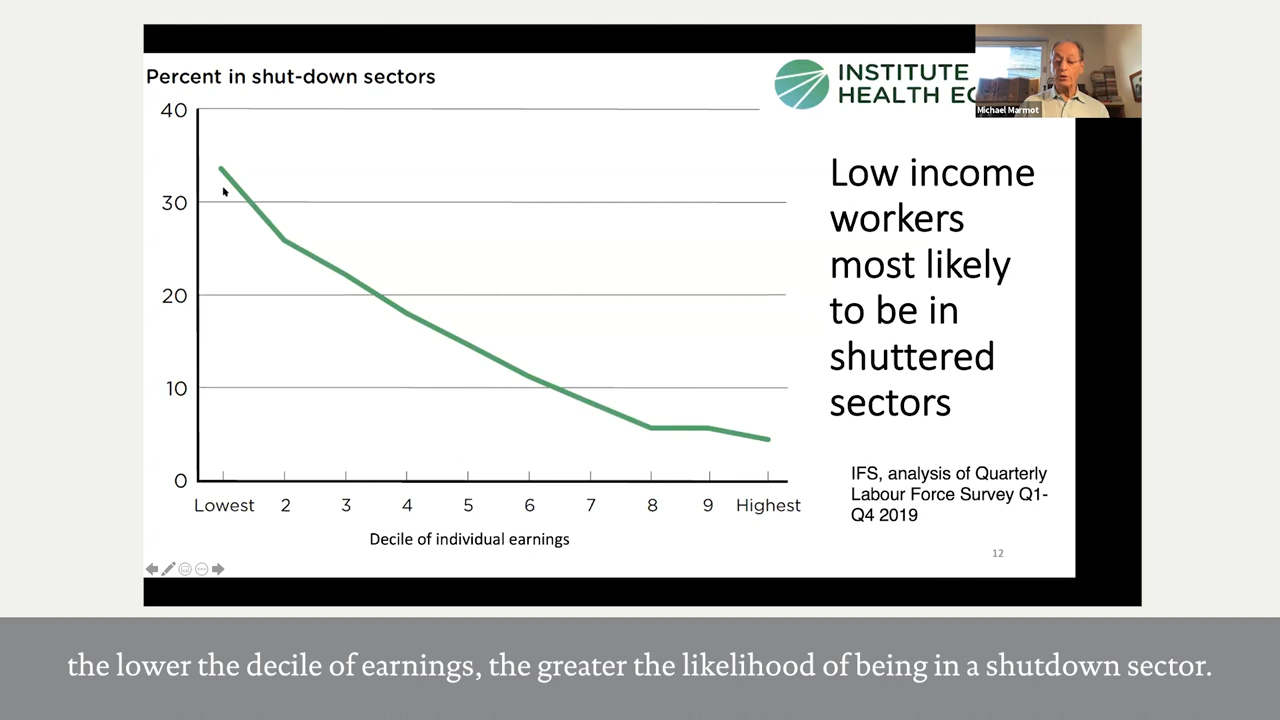 Percent in shut-down sectors
INSTITUTE
HEALTH
Michael Marmot
40
30
20
10
0
Lowest 2 3 4 5 6 7 8 9 Highest
Decile of individual earnings
Low income
workers
most likely
to be in
shuttered
sectors
IFS, analysis of Quarterly
Labour Force Survey Q1-
Q4 2019
12
the lower the decile of earnings, the greater the likelihood of being in a shutdown sector.